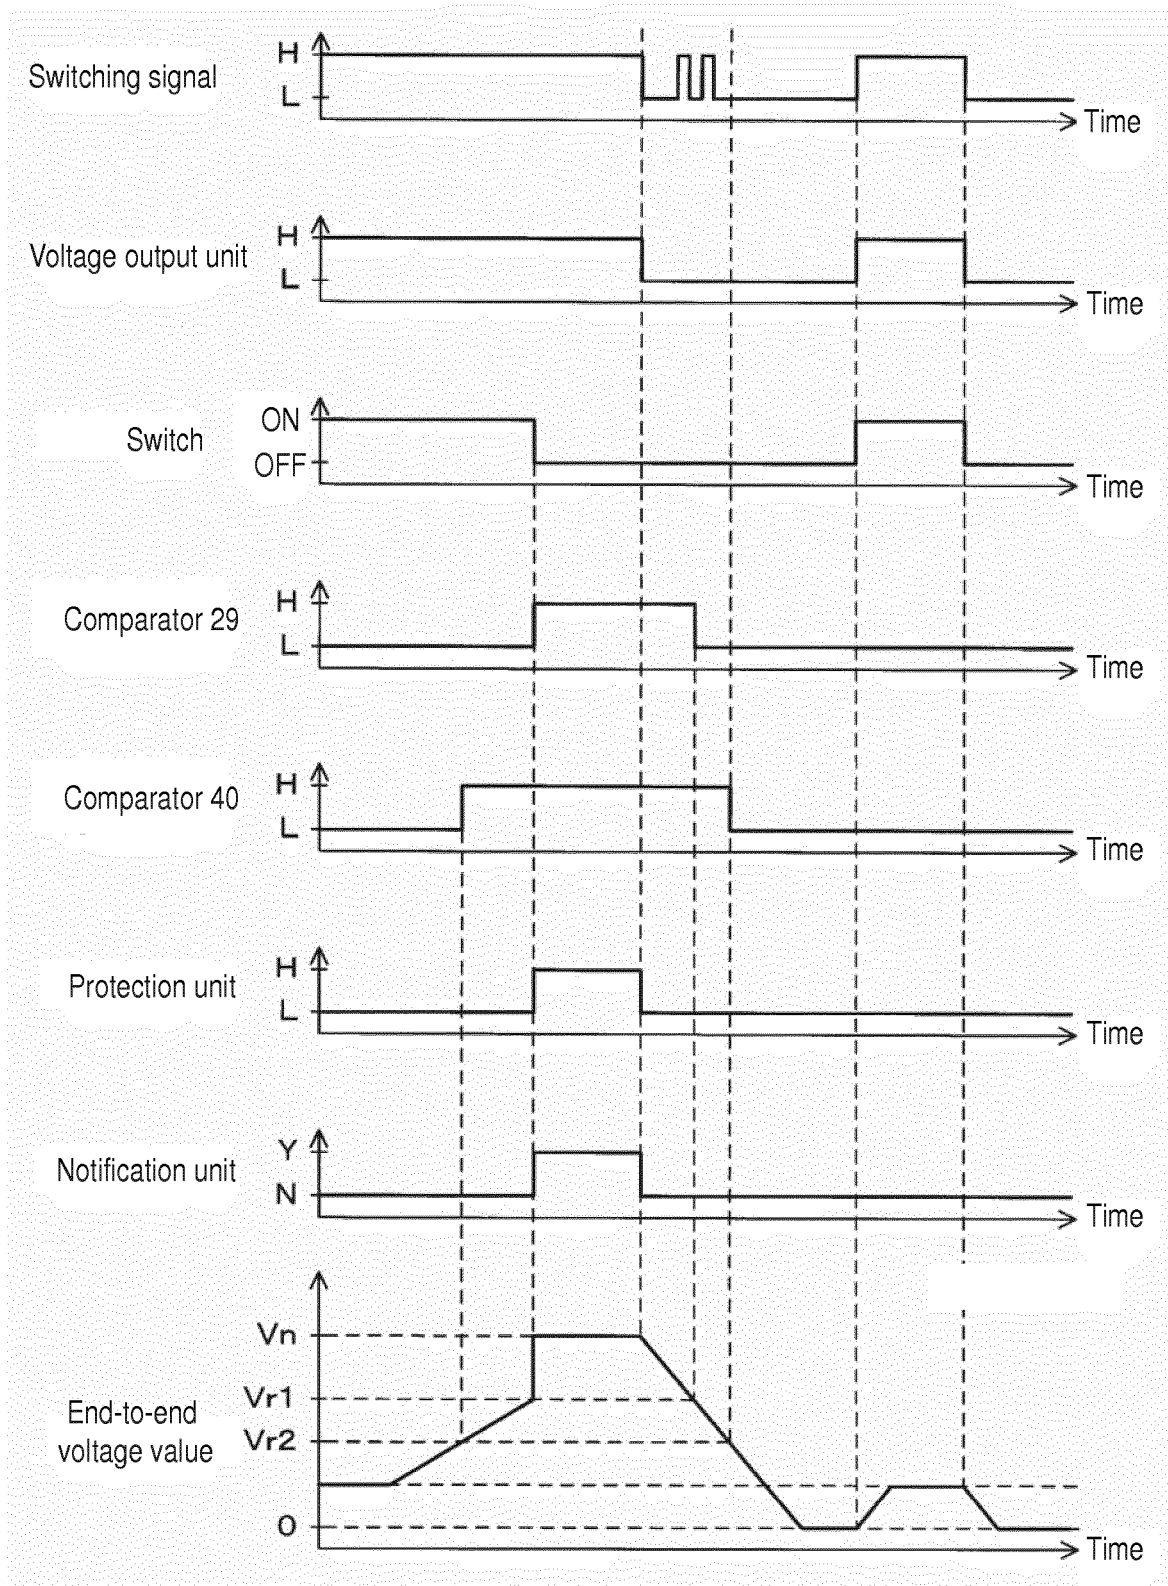 Switching signal
H
L
Time
Voltage output unit
H
L
Time
Switch
ON
OFF
Time
Comparator 29
H
L
Time
Comparator 40
H
L
Time
Protection unit
H
L
Time
Notification unit
Y
N
Time
End-to-end
voltage value
Vn
Vr1
Vr2
0
Time